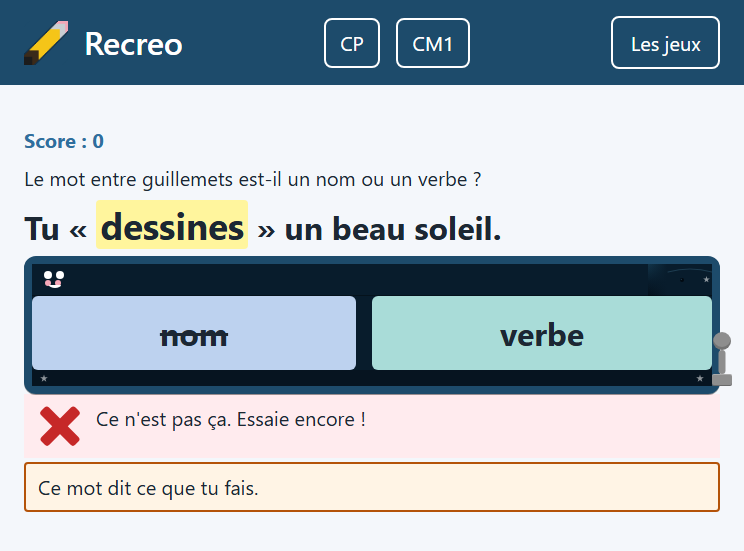 Recreo
CP
CM1
Les jeux
Score : 0
Le mot entre guillemets est-il un nom ou un verbe ?
Tu « dessines » un beau soleil.
nom
verbe
Ce n'est pas ça. Essaie encore !
Ce mot dit ce que tu fais.